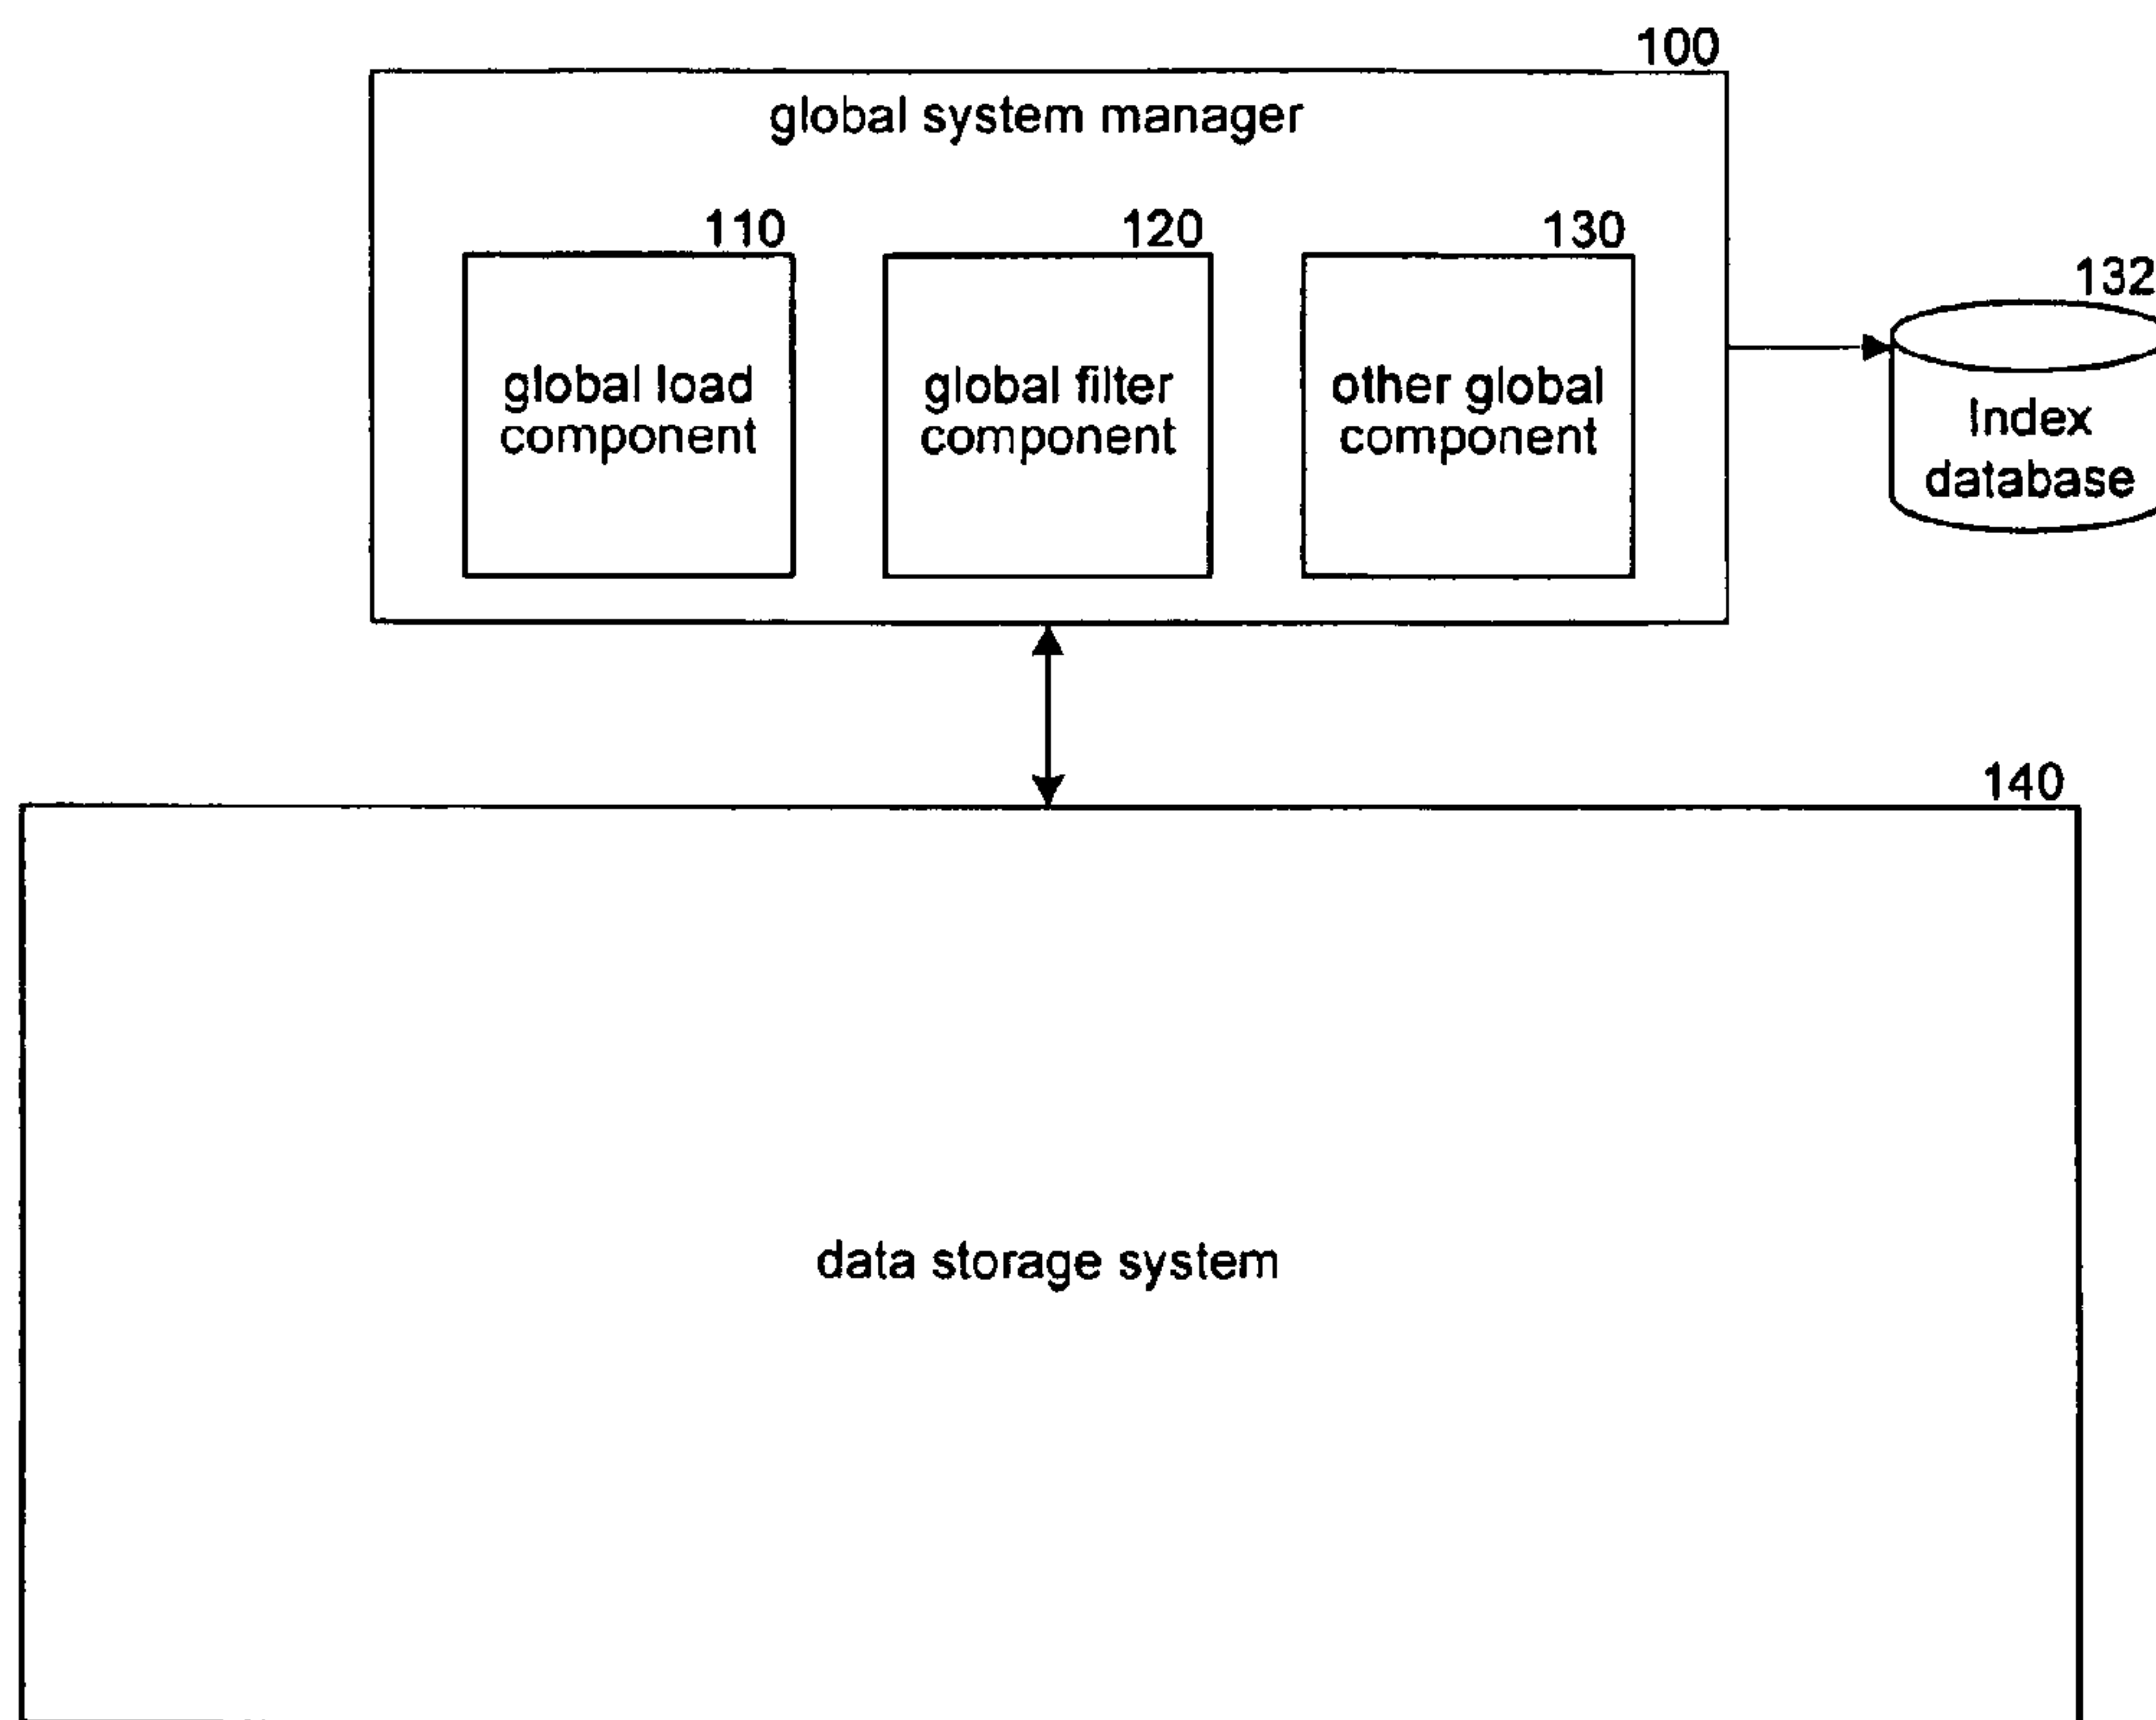 100
global system manager
110
120
130
132
global load
component
global filter
component
other global
component
Index
database
140
data storage system